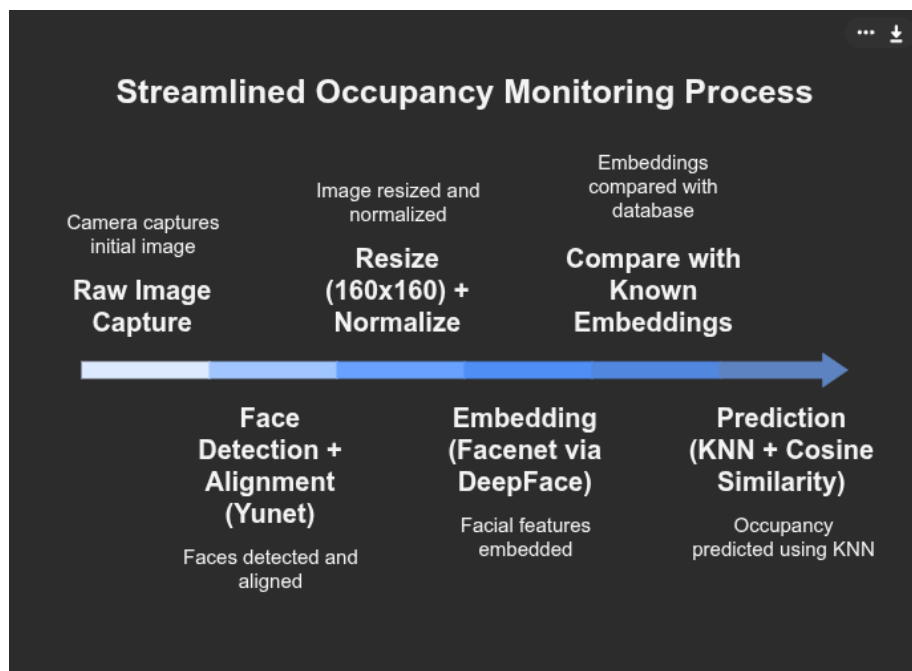 Streamlined Occupancy Monitoring Process
Camera captures
initial image
Raw Image
Capture
Face
Detection +
Alignment
(Yunet)
Faces detected and
aligned
Image resized and
normalized
Resize
(160x160) +
Normalize
Embedding
(Facenet via
DeepFace)
Facial features
embedded
Embeddings
compared with
database
Compare with
Known
Embeddings
Prediction
(KNN + Cosine
Similarity)
Occupancy
predicted using KNN